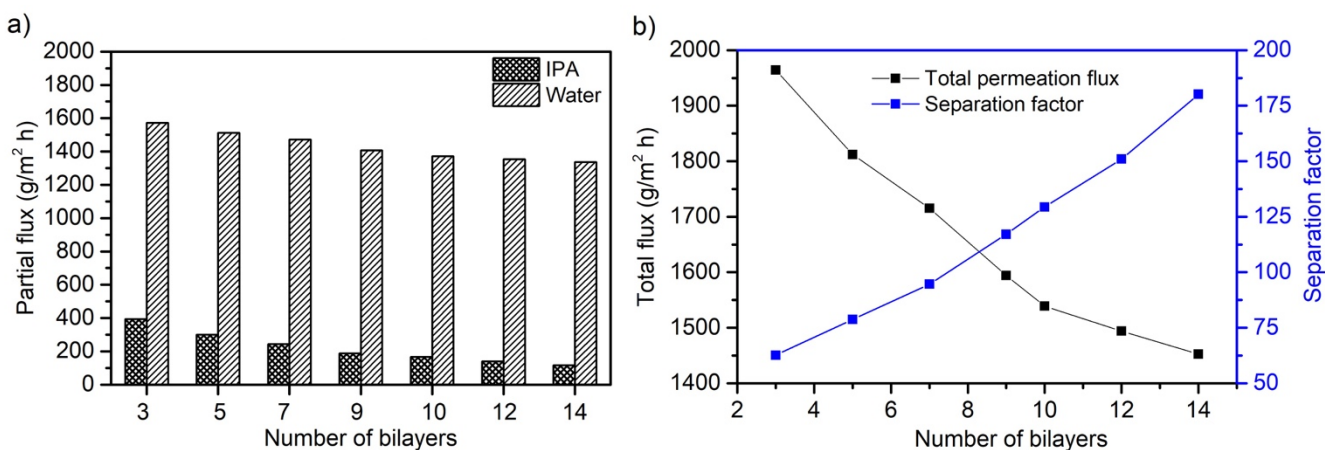 a)
Partial flux (g/m² h)
2000
1800
1600
1400
1200
1000
800
600
400
200
0
IPA
Water
3 5 7 9 10 12 14
Number of bilayers
b)
Total flux (g/m² h)
2000
1900
1800
1700
1600
1500
1400
Total permeation flux
Separation factor
200
175
150
125
100
75
50
Separation factor
2 4 6 8 10 12 14
Number of bilayers